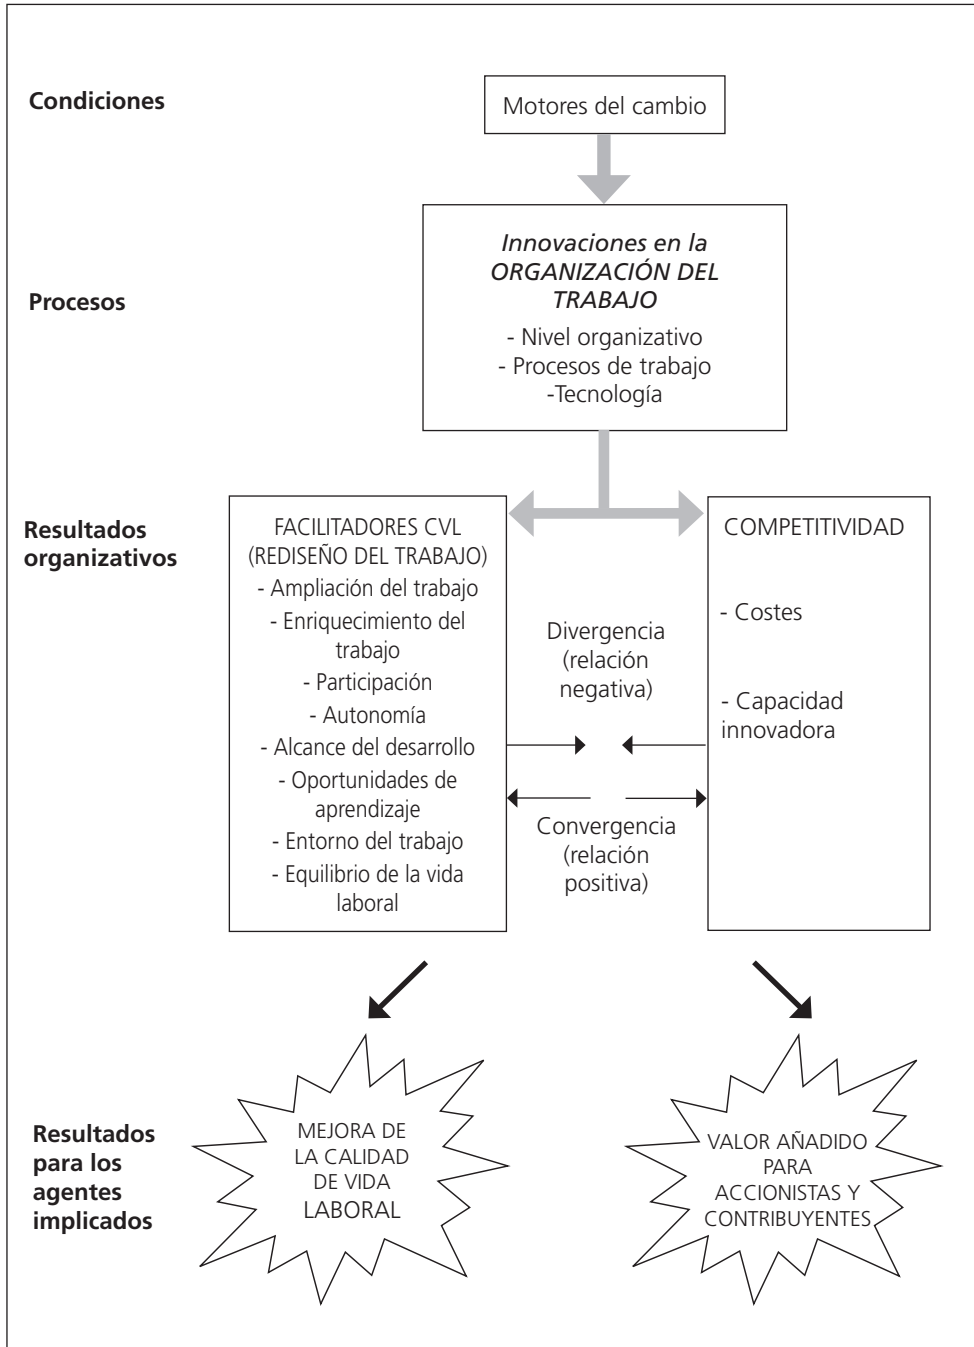 Condiciones
Motores del cambio
Procesos
Innovaciones en la
ORGANIZACIÓN DEL
TRABAJO
- Nivel organizativo
- Procesos de trabajo
-Tecnología
Resultados
organizativos
FACILITADORES CVL
(REDISEÑO DEL TRABAJO)
- Ampliación del trabajo
- Enriquecimiento del
trabajo
- Participación
- Autonomía
- Alcance del desarrollo
- Oportunidades de
aprendizaje
- Entorno del trabajo
- Equilibrio de la vida
laboral
Divergencia
(relación
negativa)
Convergencia
(relación
positiva)
COMPETITIVIDAD
- Costes
- Capacidad
innovadora
Resultados
para los
agentes
implicados
MEJORA DE
LA CALIDAD
DE VIDA
LABORAL
VALOR AÑADIDO
PARA
ACCIONISTAS Y
CONTRIBUYENTES